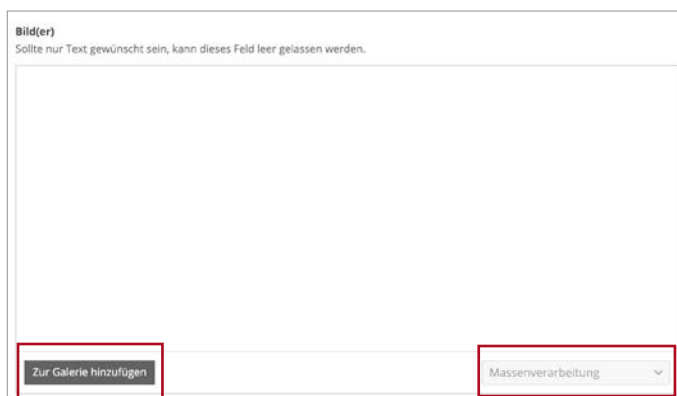 Bild(er)
Sollte nur Text gewünscht sein, kann dieses Feld leer gelassen werden.
Zur Galerie hinzufügen
Massenverarbeitung